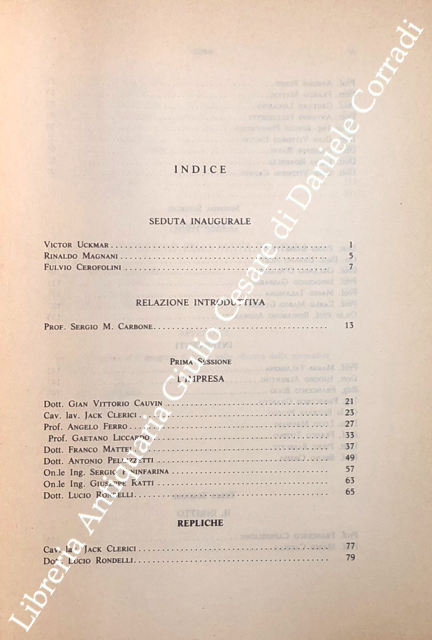 INDICE
SEDUTA INAUGURALE
VICTOR UCKMAR 1
RINALDO MAGNANI 5
FULVIO CEROFOLINI 7
RELAZIONE INTRODUTTIVA
PROF. SERGIO M. CARBONE 13
PRIMA SESSIONE
L'IMPRESA
Dott. GIAN VITTORIO CAUVIN 21
Cav. lav. JACK CLERICI 23
Prof. ANGELO FERRO 27
Prof. GAETANO LICCARDO 33
Dott. FRANCO MATTEI 37
Dott. ANTONIO PELLIZZETTI 49
On.le Ing. SERGIO PININFARINA 57
On.le Ing. GIUSEPPE RATTI 63
Dott. LUCIO RONDELLI 65
REPLICHE
Cav. lav. JACK CLERICI 77
Dott. LUCIO RONDELLI 79
Libreria Antiquaria Giulio Cesare di Daniele Corradi